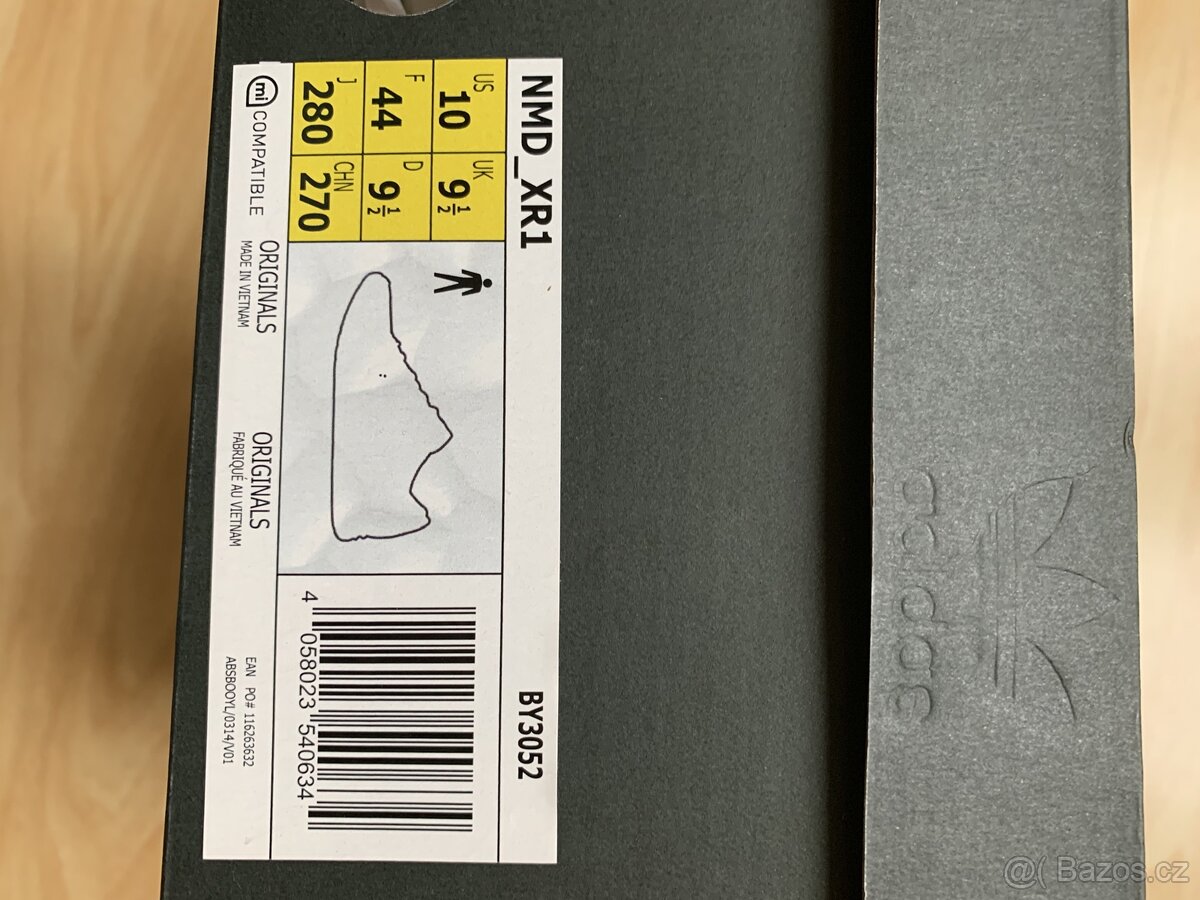 NMD_XR1
BY3052
US 10
UK 9½
F 44
D 9½
J 280
CHN 270
4 058023 540634
mi COMPATIBLE
ORIGINALS
MADE IN VIETNAM
ORIGINALS
FABRIQUÉ AU VIETNAM
EAN PO# 116263632
ABSBOOYL/0314/V01
adidas
@( Bazos.cz